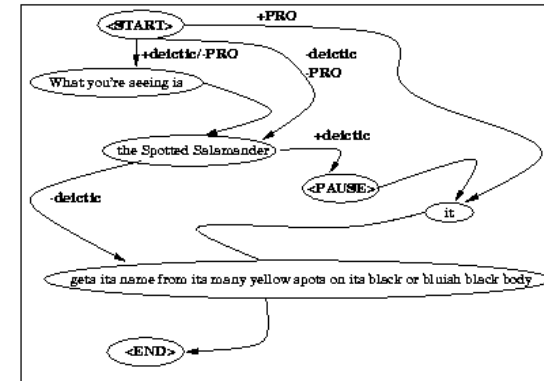 +PRO
<START>
+deictic/-PRO
-deictic
-PRO
What you're seeing is
+deictic
the Spotted Salamander
<PAUSE>
-deictic
it
gets its name from its many yellow spots on its black or bluish black body
<END>